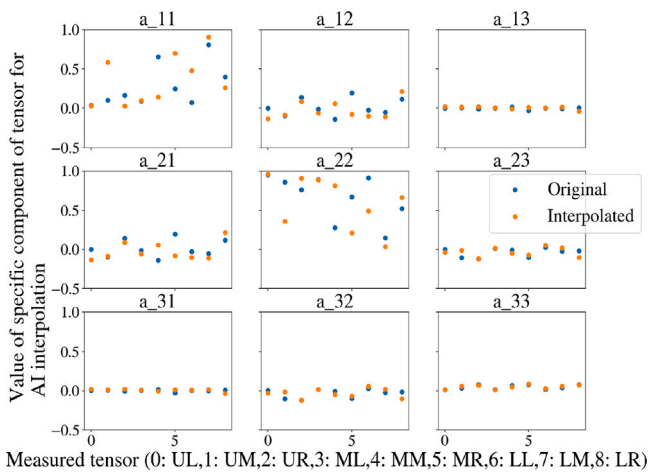 a_11 a_12 a_13
1.0
0.5
0.0
−0.5
a_21 a_22 a_23
1.0
0.5
0.0
−0.5
Original
Interpolated
a_31 a_32 a_33
1.0
0.5
0.0
−0.5
0 5 0 5 0 5
Value of specific component of tensor for
AI interpolation
Measured tensor (0: UL,1: UM,2: UR,3: ML,4: MM,5: MR,6: LL,7: LM,8: LR)